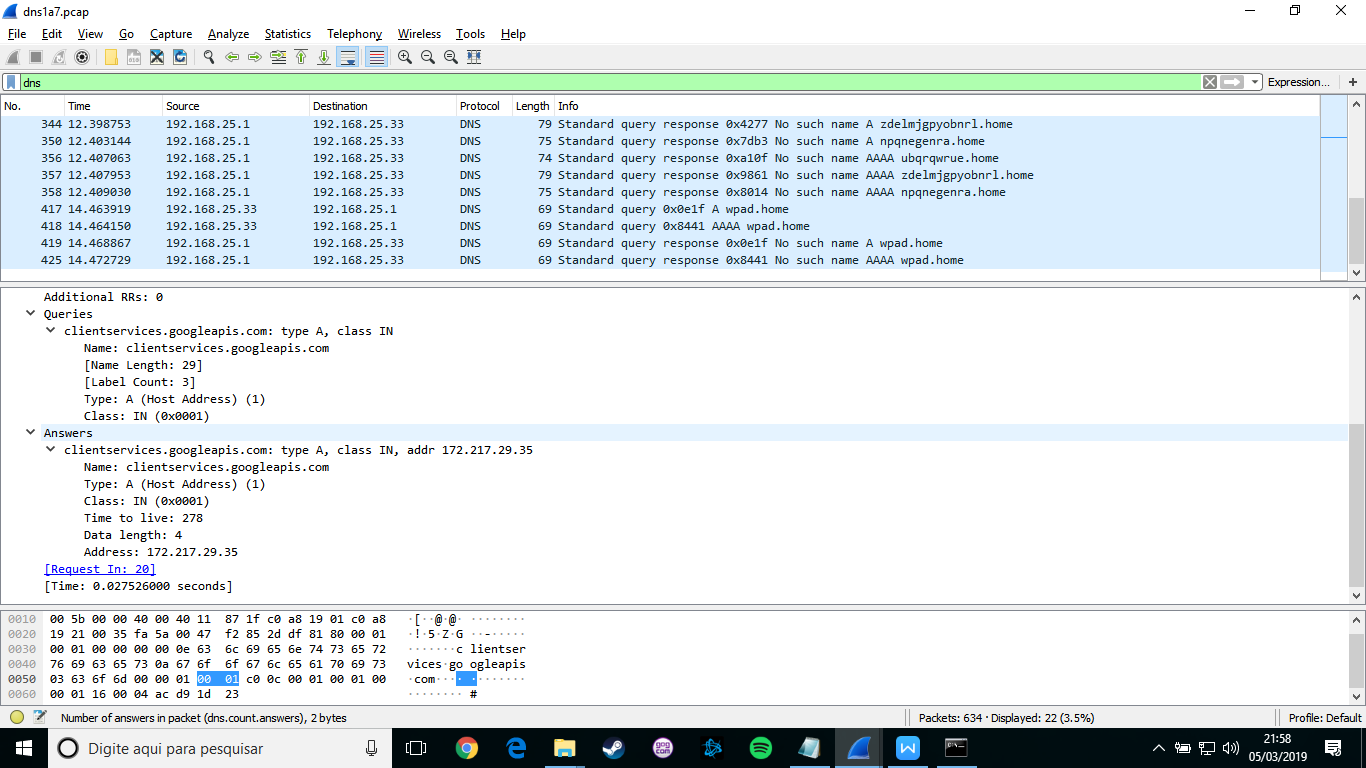 dns1a7.pcap
File Edit View Go Capture Analyze Statistics Telephony Wireless Tools Help
dns Expression... +
No. Time Source Destination Protocol Length Info
344 12.398753 192.168.25.1 192.168.25.33 DNS 79 Standard query response 0x4277 No such name A zdelmjgpyobnrl.home
350 12.403144 192.168.25.1 192.168.25.33 DNS 75 Standard query response 0x7db3 No such name A npqnegenra.home
356 12.407063 192.168.25.1 192.168.25.33 DNS 74 Standard query response 0xa10f No such name AAAA ubqrqwrue.home
357 12.407953 192.168.25.1 192.168.25.33 DNS 79 Standard query response 0x9861 No such name AAAA zdelmjgpyobnrl.home
358 12.409030 192.168.25.1 192.168.25.33 DNS 75 Standard query response 0x8014 No such name AAAA npqnegenra.home
417 14.463919 192.168.25.33 192.168.25.1 DNS 69 Standard query 0x0e1f A wpad.home
418 14.464150 192.168.25.33 192.168.25.1 DNS 69 Standard query 0x8441 AAAA wpad.home
419 14.468867 192.168.25.1 192.168.25.33 DNS 69 Standard query response 0x0e1f No such name A wpad.home
425 14.472729 192.168.25.1 192.168.25.33 DNS 69 Standard query response 0x8441 No such name AAAA wpad.home
Additional RRs: 0
Queries
clientservices.googleapis.com: type A, class IN
Name: clientservices.googleapis.com
[Name Length: 29]
[Label Count: 3]
Type: A (Host Address) (1)
Class: IN (0x0001)
Answers
clientservices.googleapis.com: type A, class IN, addr 172.217.29.35
Name: clientservices.googleapis.com
Type: A (Host Address) (1)
Class: IN (0x0001)
Time to live: 278
Data length: 4
Address: 172.217.29.35
[Request In: 20]
[Time: 0.027526000 seconds]
0010 00 5b 00 00 40 00 40 11 87 1f c0 a8 19 01 c0 a8 ·[··@·@· ········
0020 19 21 00 35 fa 5a 00 47 f2 85 2d df 81 80 00 01 ·!·5·Z·G ··-·····
0030 00 01 00 00 00 00 0e 63 6c 69 65 6e 74 73 65 72 ·······c lientser
0040 76 69 63 65 73 0a 67 6f 6f 67 6c 65 61 70 69 73 vices·go ogleapis
0050 03 63 6f 6d 00 00 01 00 01 c0 0c 00 01 00 01 00 ·com···· ········
0060 00 01 16 00 04 ac d9 1d 23 ········ #
Number of answers in packet (dns.count.answers), 2 bytes Packets: 634 · Displayed: 22 (3.5%) Profile: Default
Digite aqui para pesquisar
gog com
W
C:\_
21:58
05/03/2019